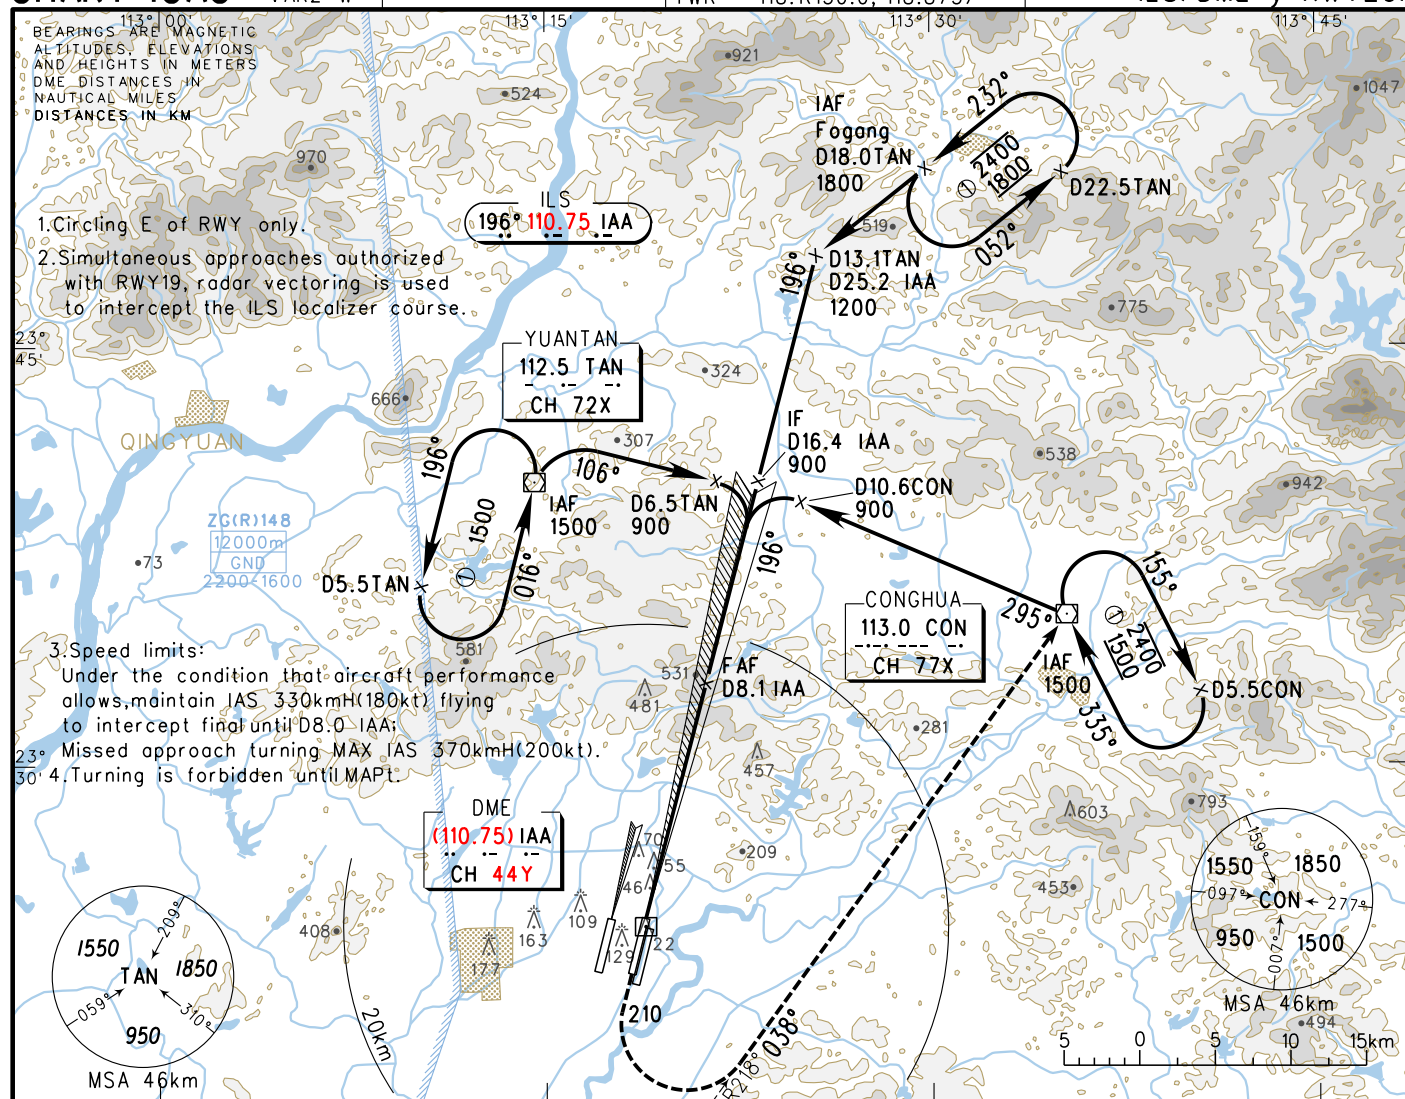 113° 00'
113° 15'
113° 30'
113° 45'
BEARINGS ARE MAGNETIC
ALTITUDES, ELEVATIONS
AND HEIGHTS IN METERS
DME DISTANCES IN
NAUTICAL MILES
DISTANCES IN KM
921
524
1047
970
IAF
Fogang
D18.0TAN
1800
232°
① 2400
1800
052°
D22.5TAN
ILS
196° 110.75 IAA
1.Circling E of RWY only.
2.Simultaneous approaches authorized
with RWY19, radar vectoring is used
to intercept the ILS localizer course.
519
196°
D13.1TAN
D25.2 IAA
1200
775
23°
45'
YUANTAN
112.5 TAN
CH 72X
324
666
QINGYUAN
IF
D16.4 IAA
900
307
538
196°
106°
1500
①
016°
IAF
1500
D6.5TAN
900
D10.6CON
900
942
ZG(R)148
12000m
GND
2200-1600
73
D5.5TAN
196°
155°
CONGHUA
113.0 CON
CH 77X
295°
① 2400
1500
IAF
1500
D5.5CON
335°
581
3.Speed limits:
Under the condition that aircraft performance
allows,maintain IAS 330kmH(180kt) flying
to intercept final until D8.0 IAA;
Missed approach turning MAX IAS 370kmH(200kt).
4.Turning is forbidden until MAPt.
531
FAF
D8.1 IAA
481
281
457
23°
30'
DME
(110.75) IAA
CH 44Y
603
793
70
55
46
209
453
109
163
129
22
177
408
1550
209°
TAN
1850
059°
310°
950
MSA 46km
20km
210
038°
R218°
159°
1550
1850
097°
CON
277°
950
007°
1500
MSA 46km
494
5 0 5 10 15km